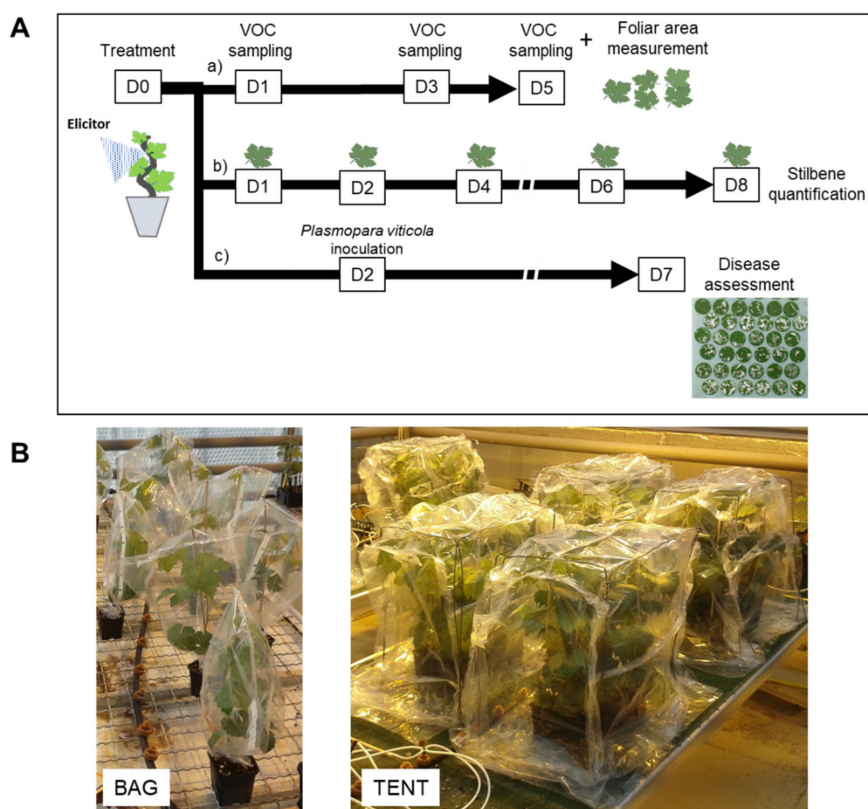 A
Treatment
VOC
sampling
VOC
sampling
VOC
sampling
+
Foliar area
measurement
D0
a)
D1
D3
D5
Elicitor
b)
D1
D2
D4
D6
D8
Stilbene
quantification
Plasmopara viticola
inoculation
c)
D2
D7
Disease
assessment
B
BAG
TENT